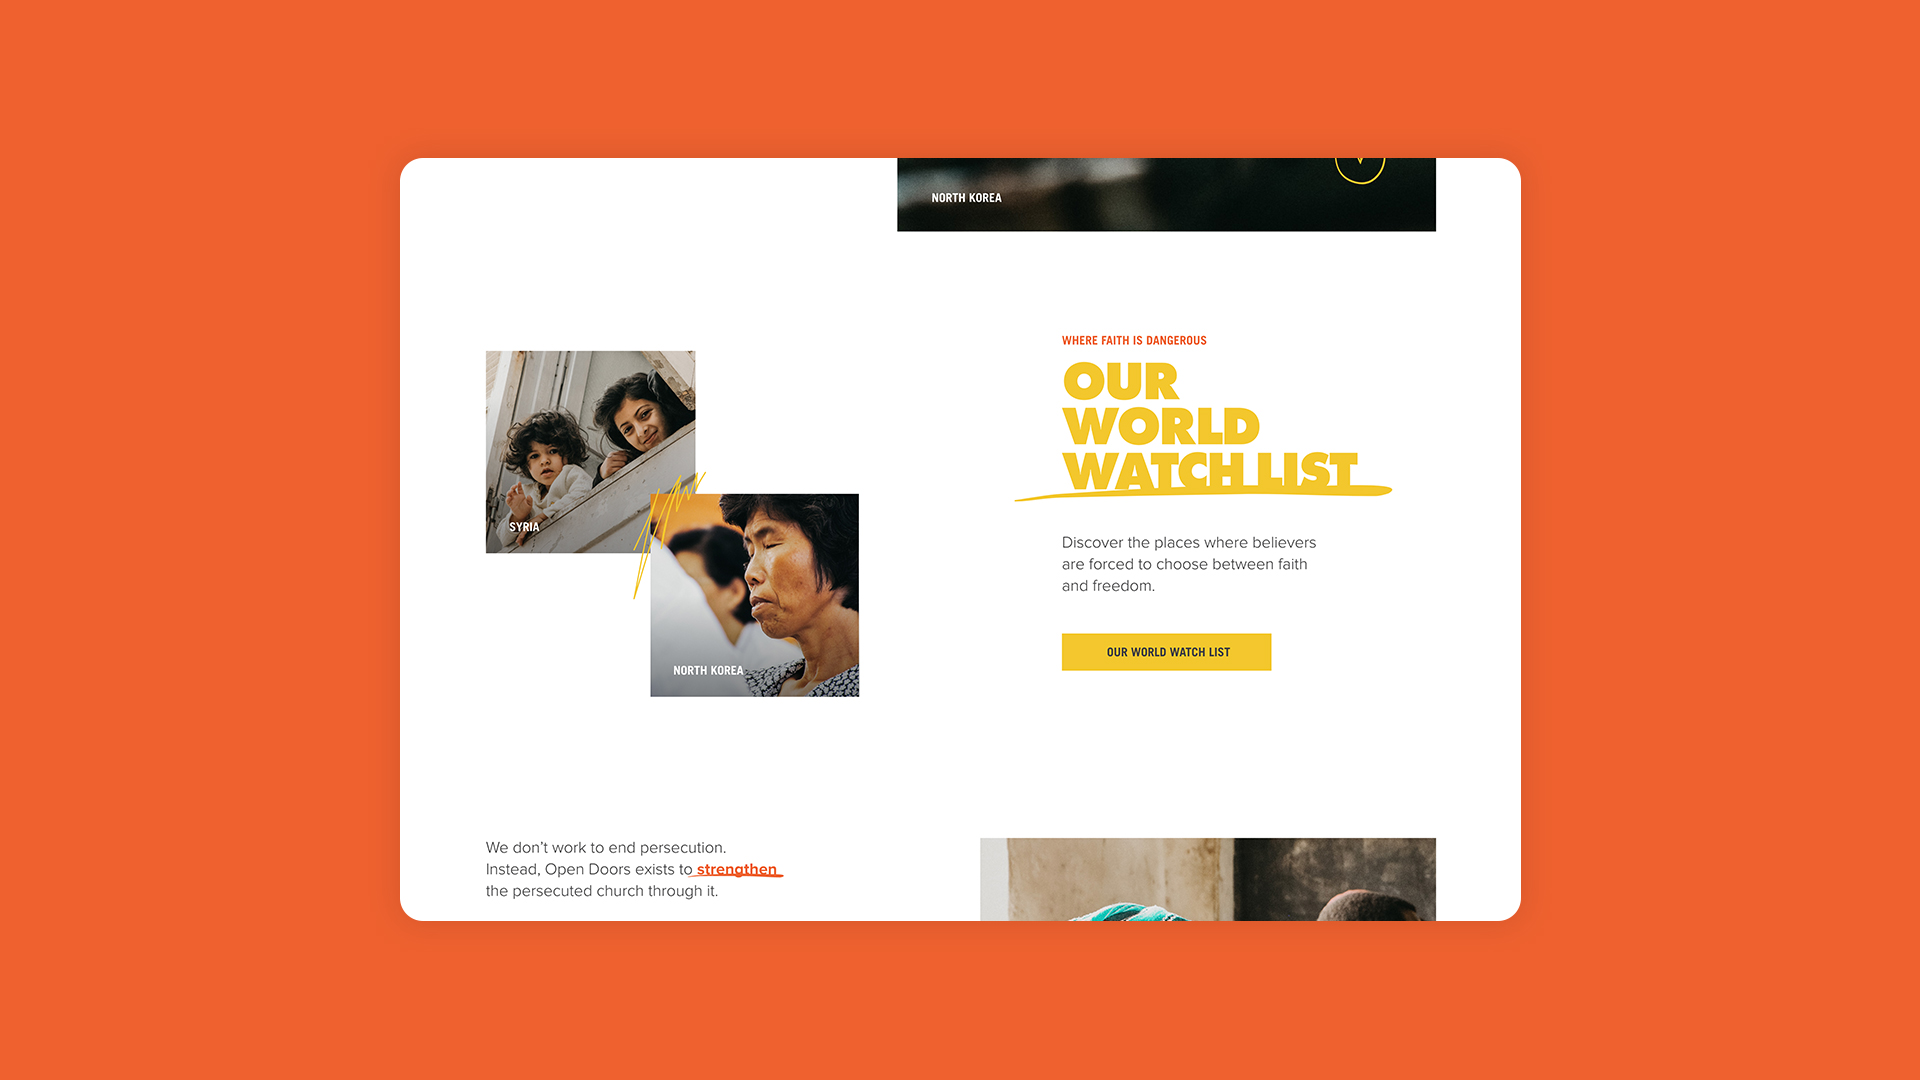 NORTH KOREA
SYRIA
NORTH KOREA
WHERE FAITH IS DANGEROUS
OUR
WORLD
WATCH LIST
Discover the places where believers
are forced to choose between faith
and freedom.
OUR WORLD WATCH LIST
We don’t work to end persecution.
Instead, Open Doors exists to strengthen
the persecuted church through it.